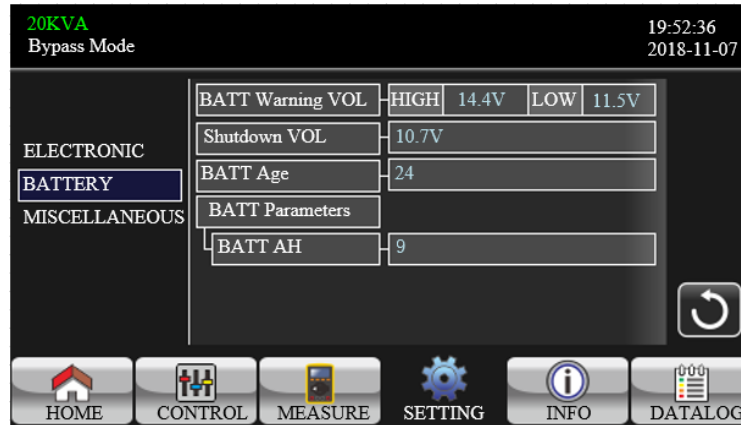 20KVA
Bypass Mode
19:52:36
2018-11-07
ELECTRONIC
BATTERY
MISCELLANEOUS
BATT Warning VOL HIGH 14.4V LOW 11.5V
Shutdown VOL 10.7V
BATT Age 24
BATT Parameters
BATT AH 9
HOME CONTROL MEASURE SETTING INFO DATALOG